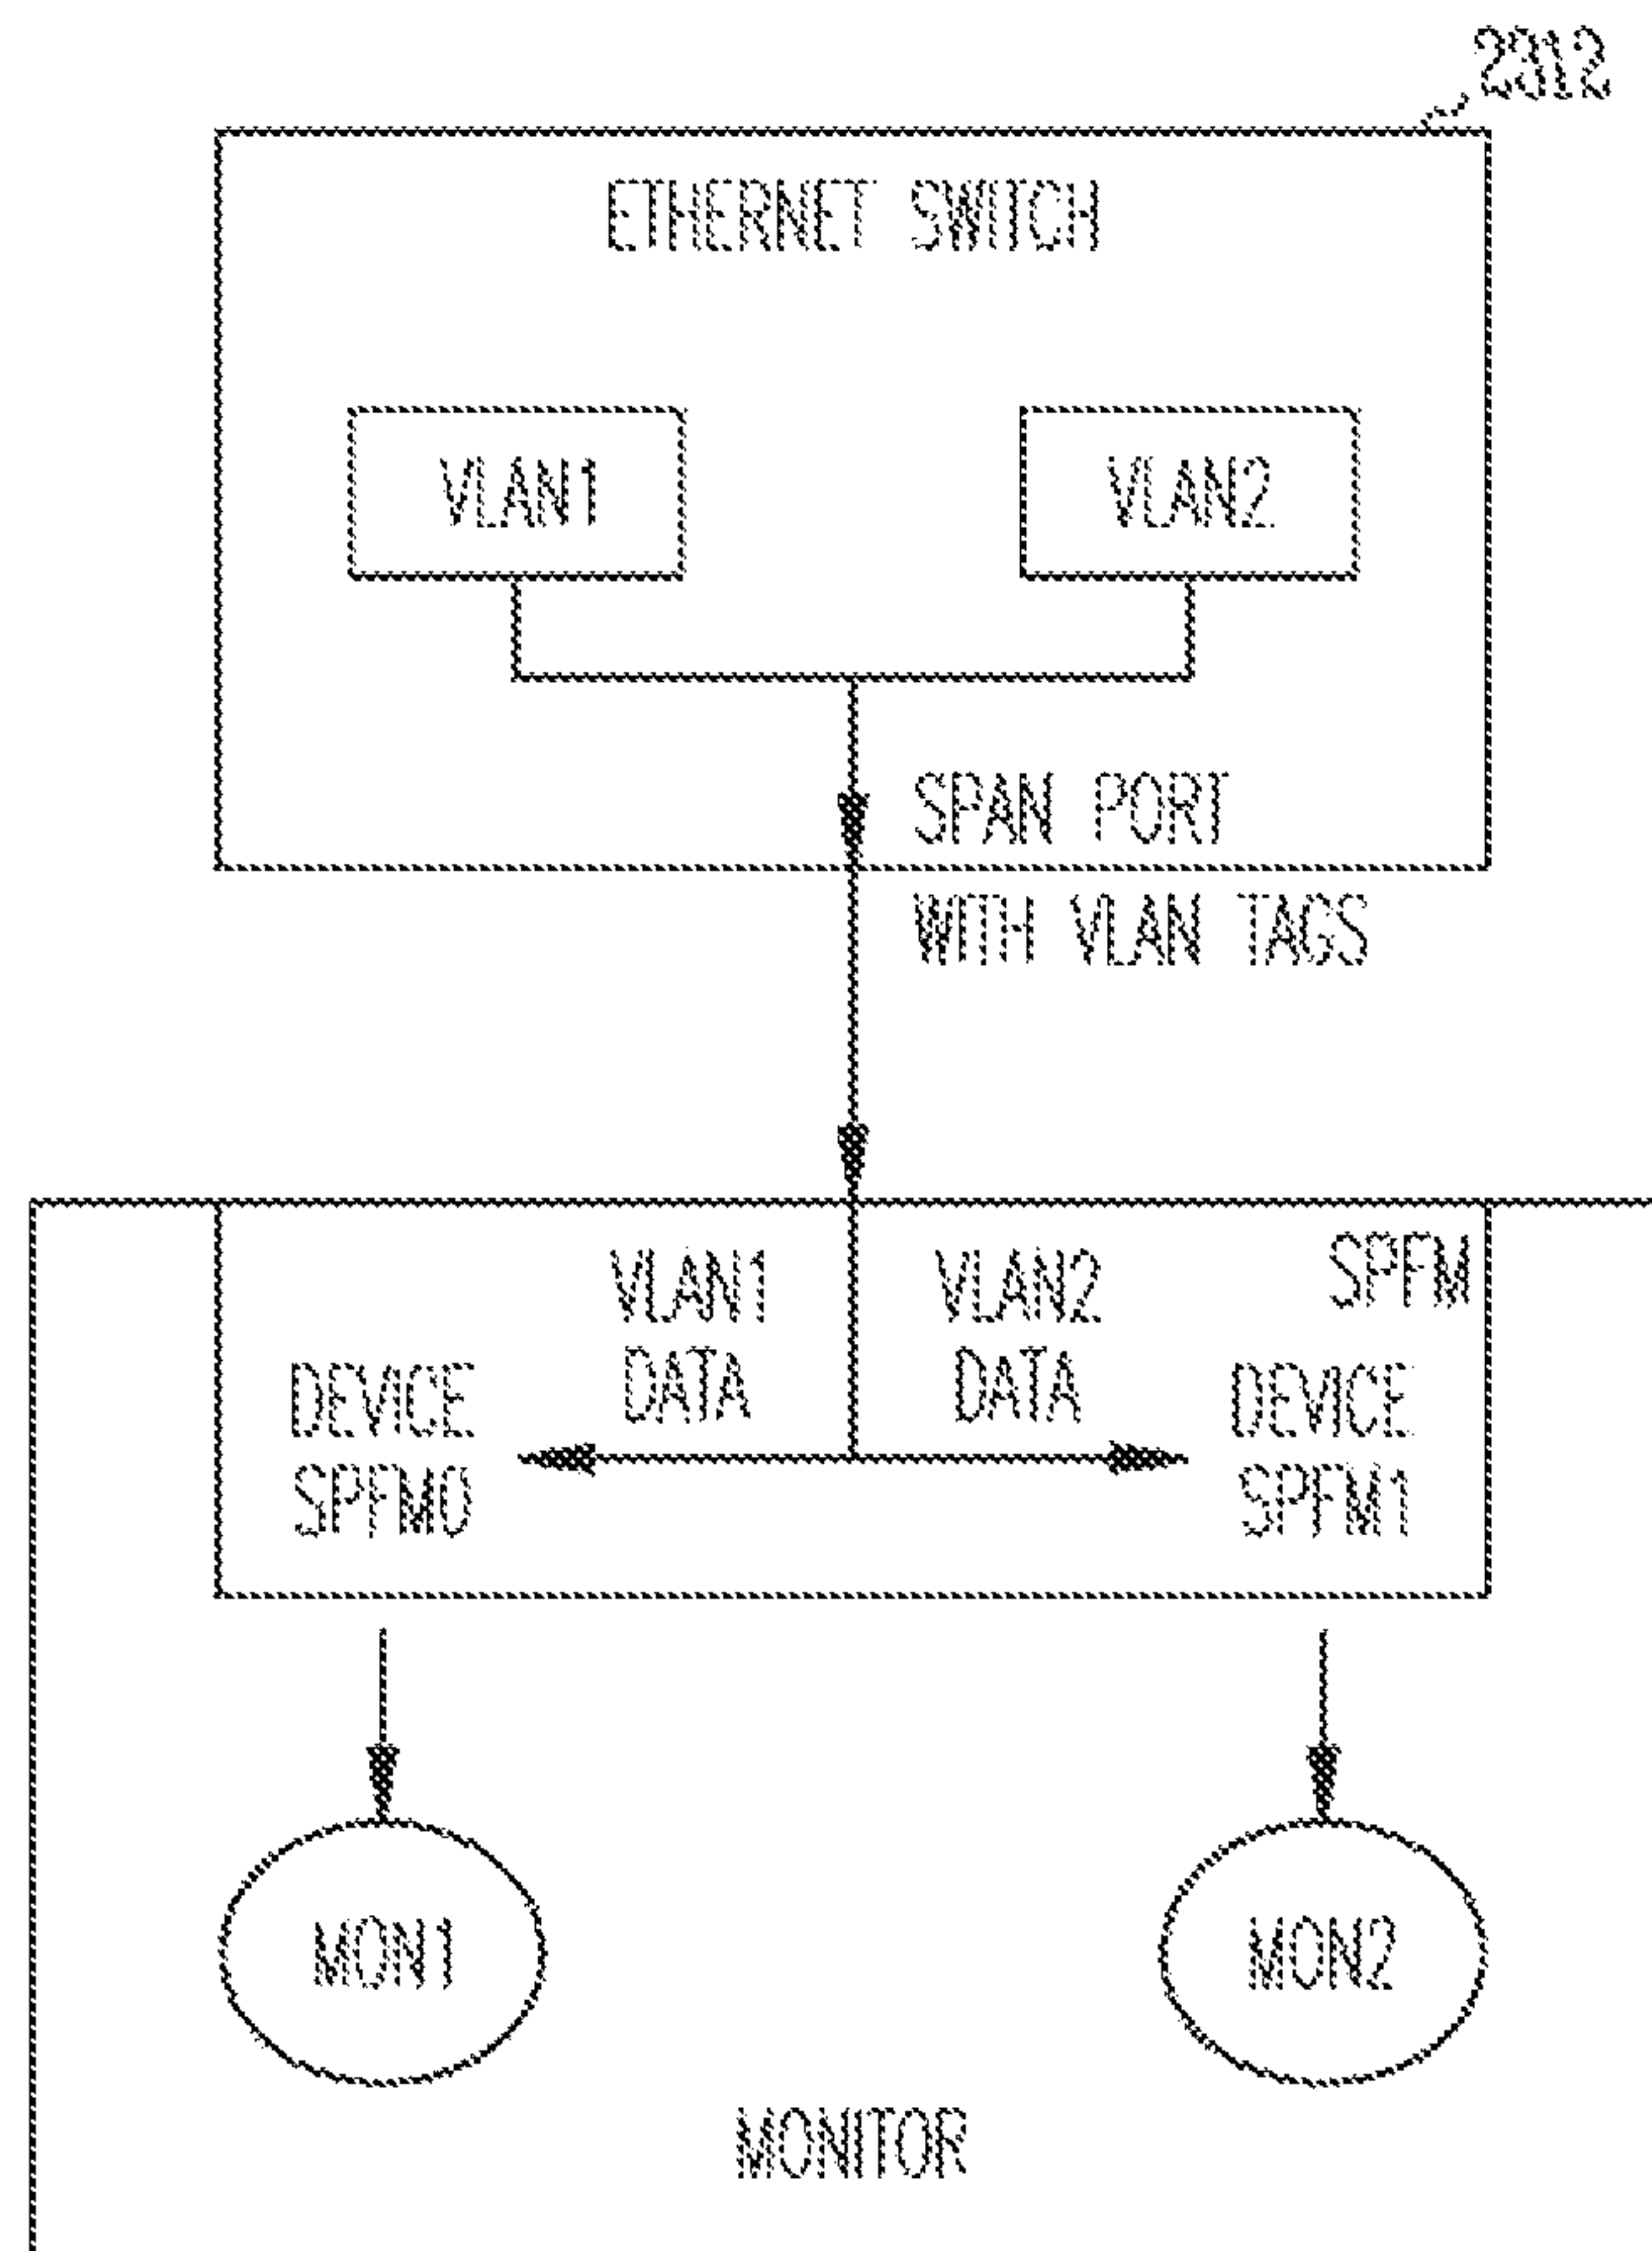 2312
ETHERNET SWITCH
VLAN1
VLAN2
SPAN PORT
WITH VLAN TAGS
SPFM
VLAN1
DATA
VLAN2
DATA
DEVICE
SPFM0
DEVICE
SPFM1
MON1
MON2
MONITOR